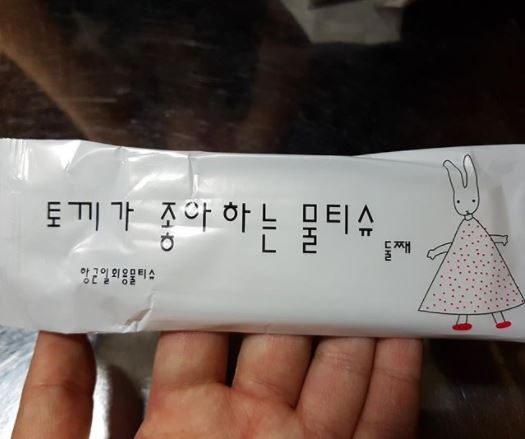 토끼가 좋아하는 물티슈
둘째
항균일회용물티슈